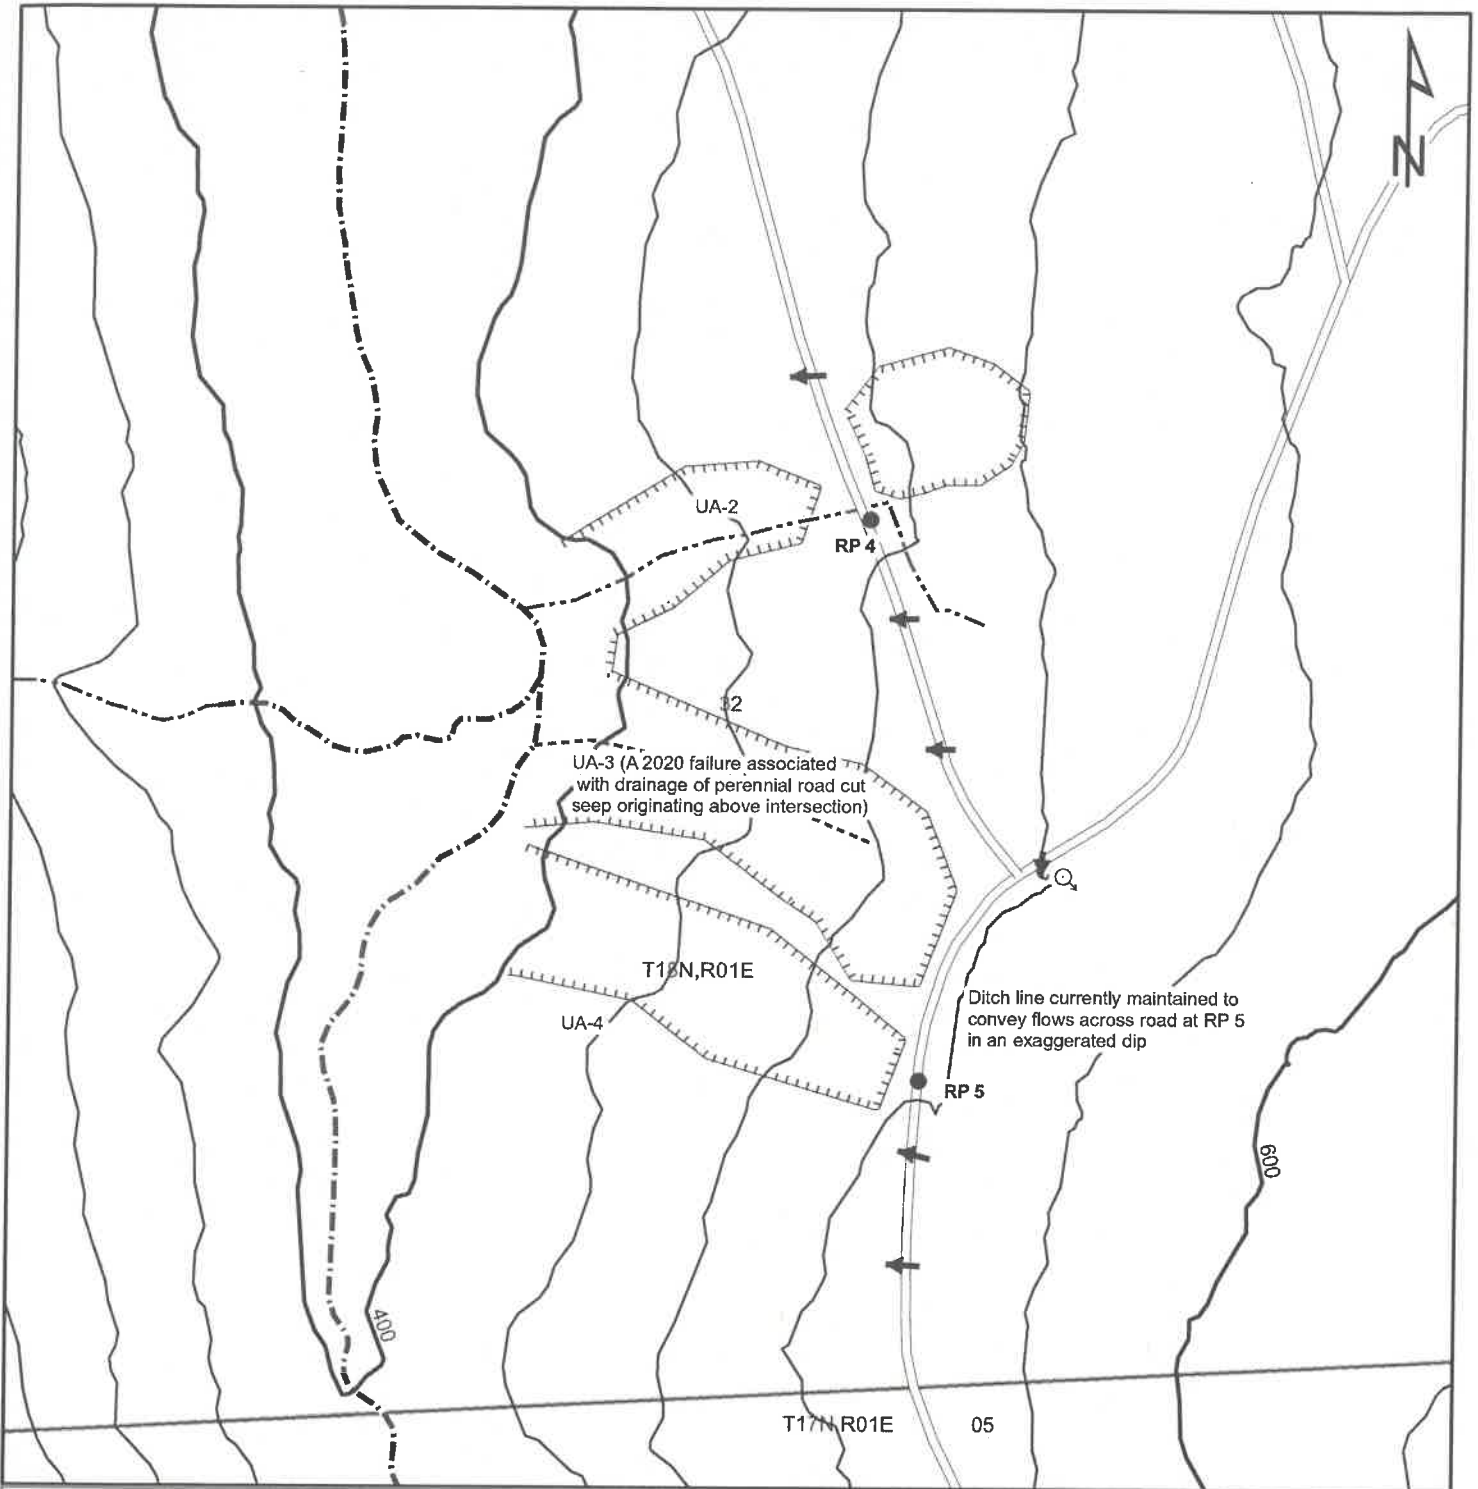 N
UA-2
RP 4
32
UA-3 (A 2020 failure associated
with drainage of perennial road cut
seep originating above intersection)
T18N,R01E
Ditch line currently maintained to
convey flows across road at RP 5
in an exaggerated dip
UA-4
RP 5
600
400
T17N,R01E
05